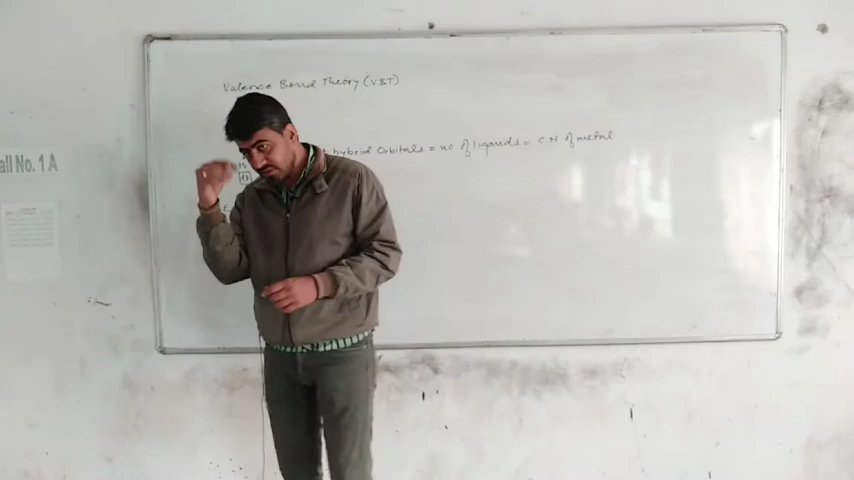 Valence Bond Theory (VBT)
hybrid Orbitals = no of ligands = CN of metal
all No. 1 A